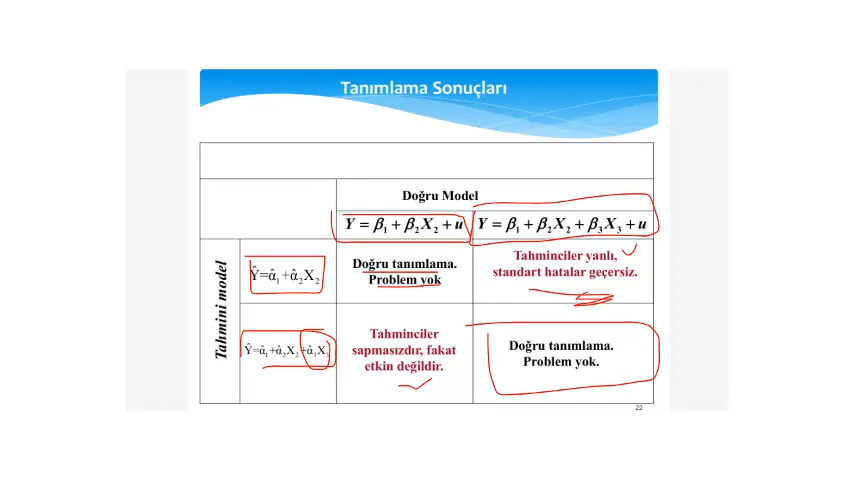 Tanımlama Sonuçları
Doğru Model
Y = β₁ + β₂X₂ + u
Y = β₁ + β₂X₂ + β₃X₃ + u
Tahmini model
Ŷ=α̂₁+α̂₂X₂
Doğru tanımlama.
Problem yok
Tahminciler yanlı,
standart hatalar geçersiz.
Ŷ=α̂₁+α̂₂X₂+α̂₃X₃
Tahminciler
sapmasızdır, fakat
etkin değildir.
Doğru tanımlama.
Problem yok.
22